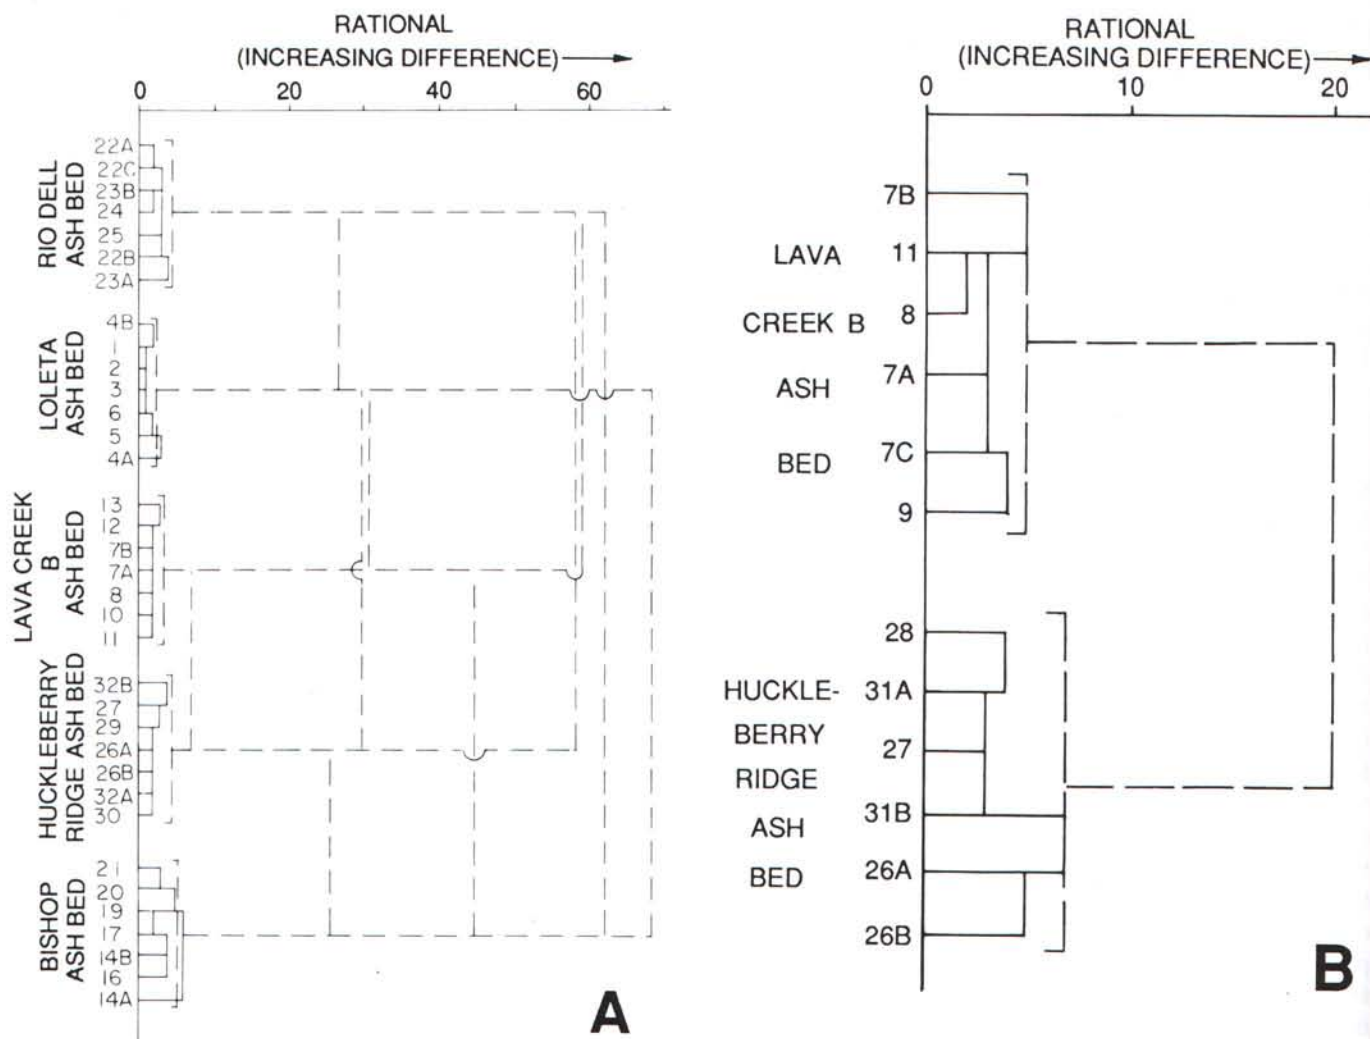 RATIONAL
(INCREASING DIFFERENCE)
0 20 40 60
RIO DELL
ASH BED
22A
22C
23B
24
25
22B
23A
LOLETA
ASH BED
4B
1
2
3
6
5
4A
LAVA CREEK
B
ASH BED
13
12
7B
7A
8
10
11
HUCKLEBERRY
RIDGE ASH BED
32B
27
29
26A
26B
32A
30
BISHOP
ASH BED
21
20
19
17
14B
16
14A
A
RATIONAL
(INCREASING DIFFERENCE)
0 10 20
LAVA
CREEK B
ASH
BED
7B
11
8
7A
7C
9
HUCKLE-
BERRY
RIDGE
ASH
BED
28
31A
27
31B
26A
26B
B